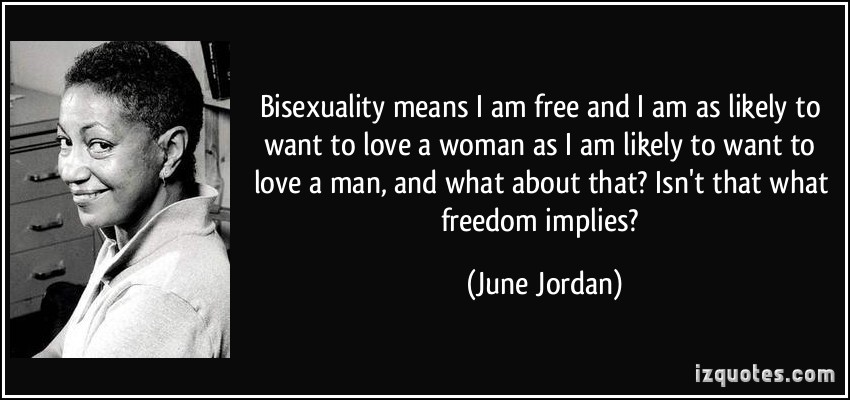 Bisexuality means I am free and I am as likely to
want to love a woman as I am likely to want to
love a man, and what about that? Isn't that what
freedom implies?
(June Jordan)
izquotes.com